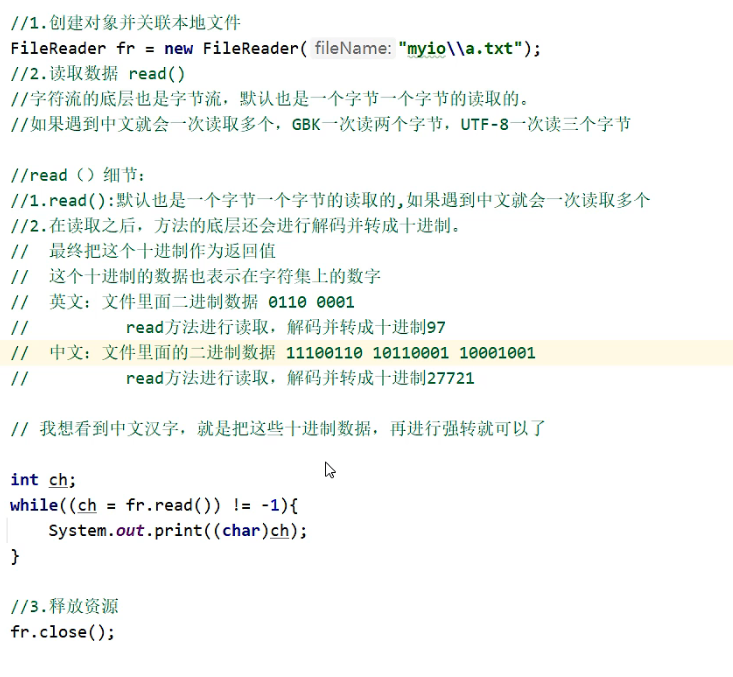 //1.创建对象并关联本地文件
FileReader fr = new FileReader( fileName: "myio\\a.txt");
//2.读取数据 read()
//字符流的底层也是字节流，默认也是一个字节一个字节的读取的。
//如果遇到中文就会一次读取多个，GBK一次读两个字节，UTF-8一次读三个字节
//read（）细节：
//1.read():默认也是一个字节一个字节的读取的,如果遇到中文就会一次读取多个
//2.在读取之后，方法的底层还会进行解码并转成十进制。
//  最终把这个十进制作为返回值
//  这个十进制的数据也表示在字符集上的数字
//  英文：文件里面二进制数据 0110 0001
//          read方法进行读取，解码并转成十进制97
//  中文：文件里面的二进制数据 11100110 10110001 10001001
//          read方法进行读取，解码并转成十进制27721
// 我想看到中文汉字，就是把这些十进制数据，再进行强转就可以了
int ch;
while((ch = fr.read()) != -1){
    System.out.print((char)ch);
}
//3.释放资源
fr.close();